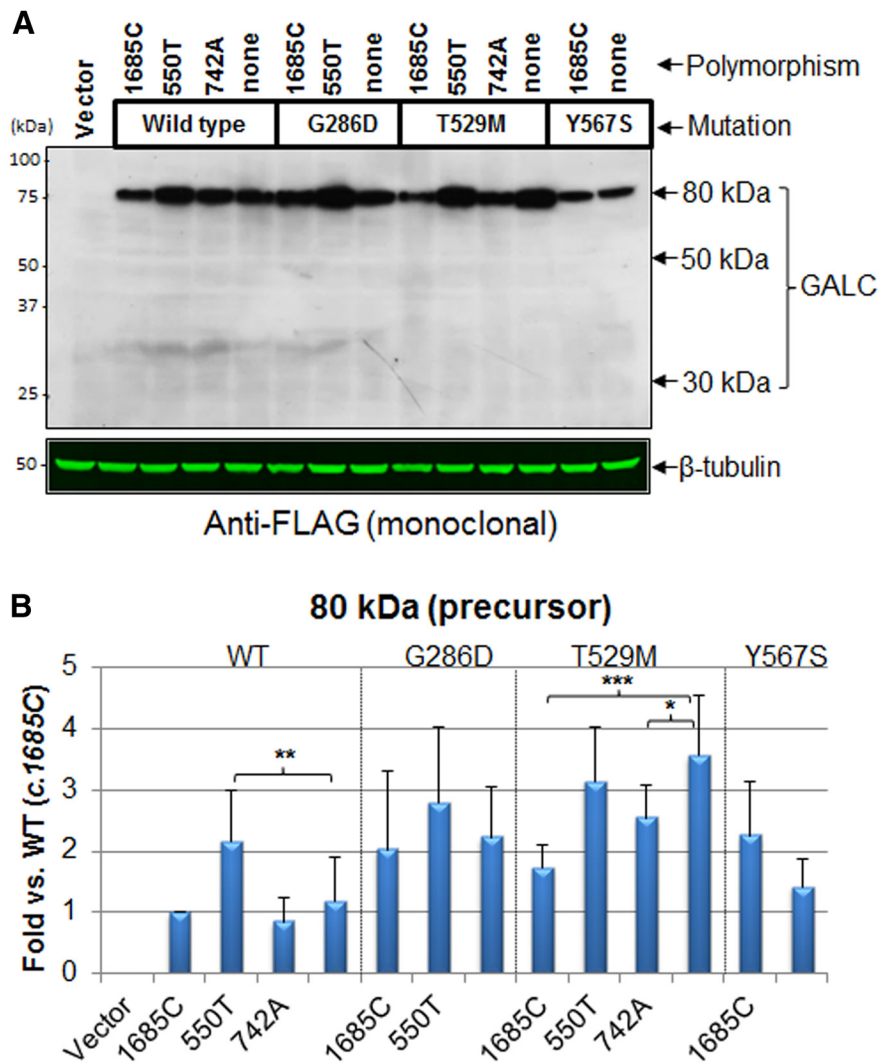 A
Vector
1685C
550T
742A
none
1685C
550T
none
1685C
550T
742A
none
1685C
none
Polymorphism
(kDa)
Wild type
G286D
T529M
Y567S
Mutation
100
75
50
37
25
80 kDa
50 kDa
30 kDa
GALC
50
β-tubulin
Anti-FLAG (monoclonal)
B
80 kDa (precursor)
WT
G286D
T529M
Y567S
Fold vs. WT (c.1685C)
5
4
3
2
1
0
**
***
*
Vector
1685C
550T
742A
1685C
550T
1685C
550T
742A
1685C